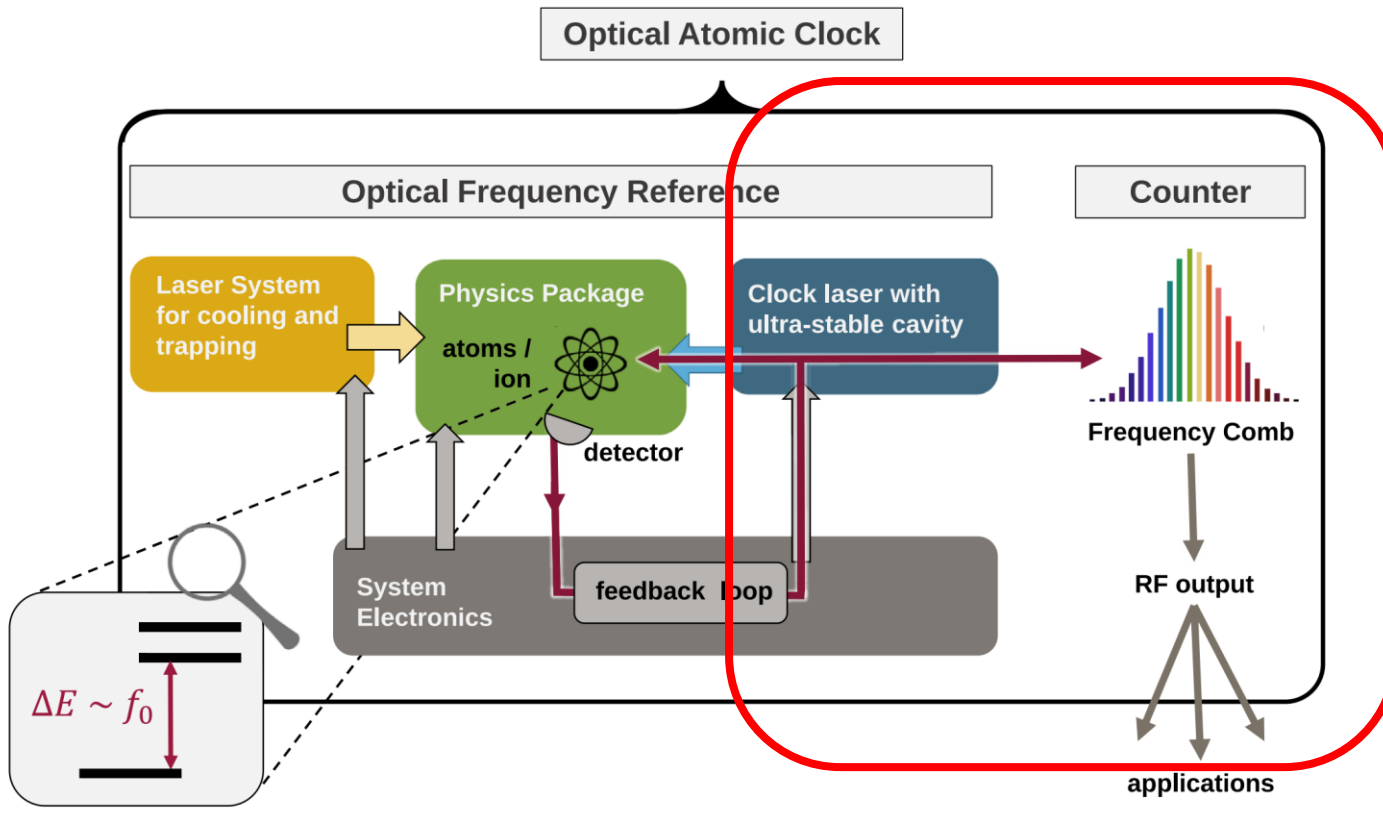 Optical Atomic Clock
Optical Frequency Reference
Counter
Laser System
for cooling and
trapping
Physics Package
atoms /
ion
detector
Clock laser with
ultra-stable cavity
Frequency Comb
System
Electronics
feedback loop
RF output
applications
ΔE ~ f₀